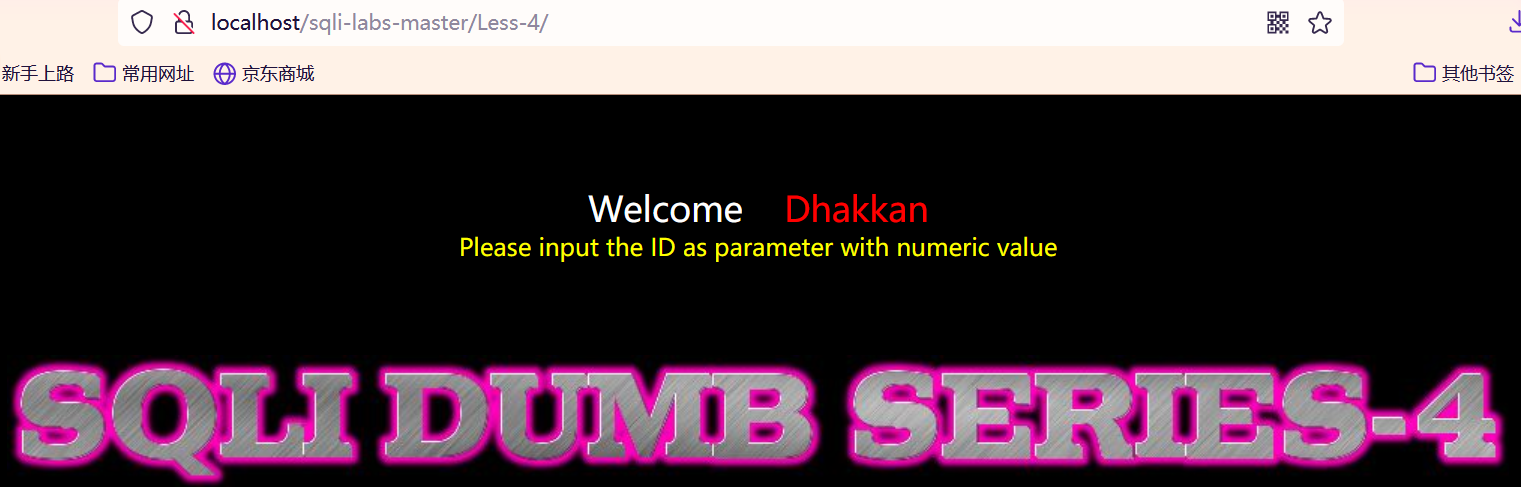 localhost/sqli-labs-master/Less-4/
新手上路 常用网址 京东商城 其他书签
Welcome Dhakkan
Please input the ID as parameter with numeric value
SQLI DUMB SERIES-4